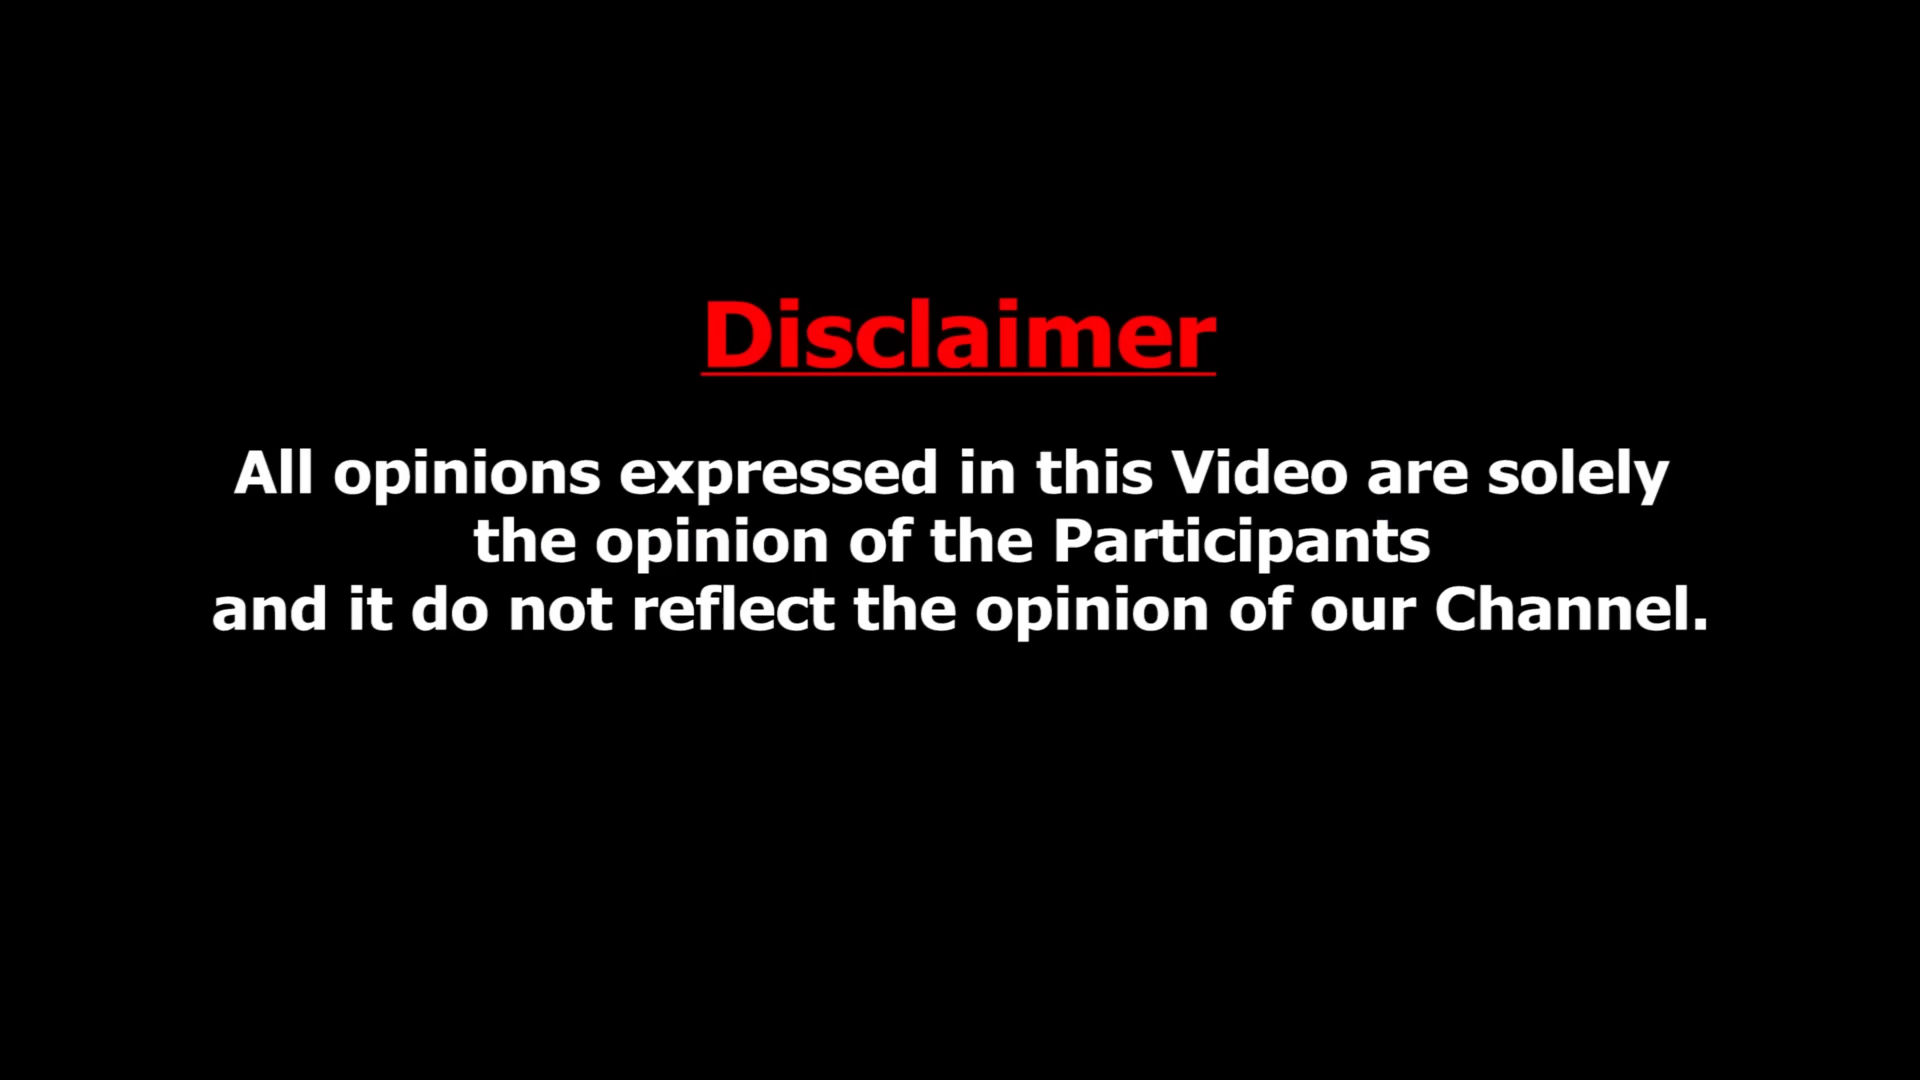 Disclaimer
All opinions expressed in this Video are solely
the opinion of the Participants
and it do not reflect the opinion of our Channel.